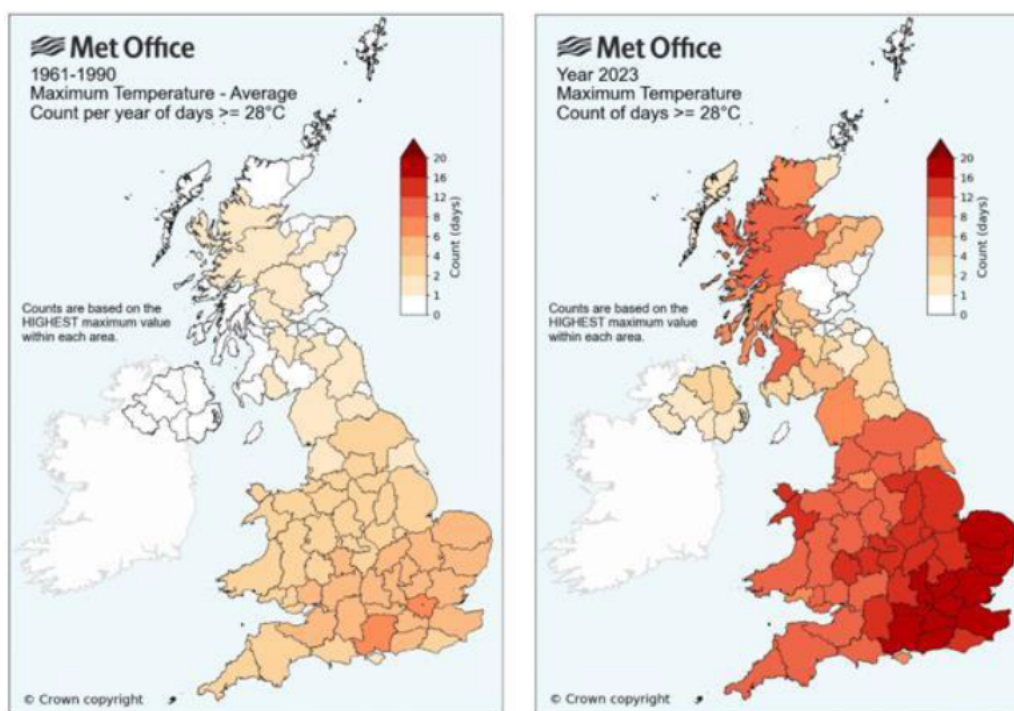 Met Office
1961-1990
Maximum Temperature - Average
Count per year of days >= 28°C
20
16
12
8
6
4
2
1
0
Count (days)
Counts are based on the
HIGHEST maximum value
within each area.
© Crown copyright
Met Office
Year 2023
Maximum Temperature
Count of days >= 28°C
20
16
12
8
6
4
2
1
0
Count (days)
Counts are based on the
HIGHEST maximum value
within each area.
© Crown copyright